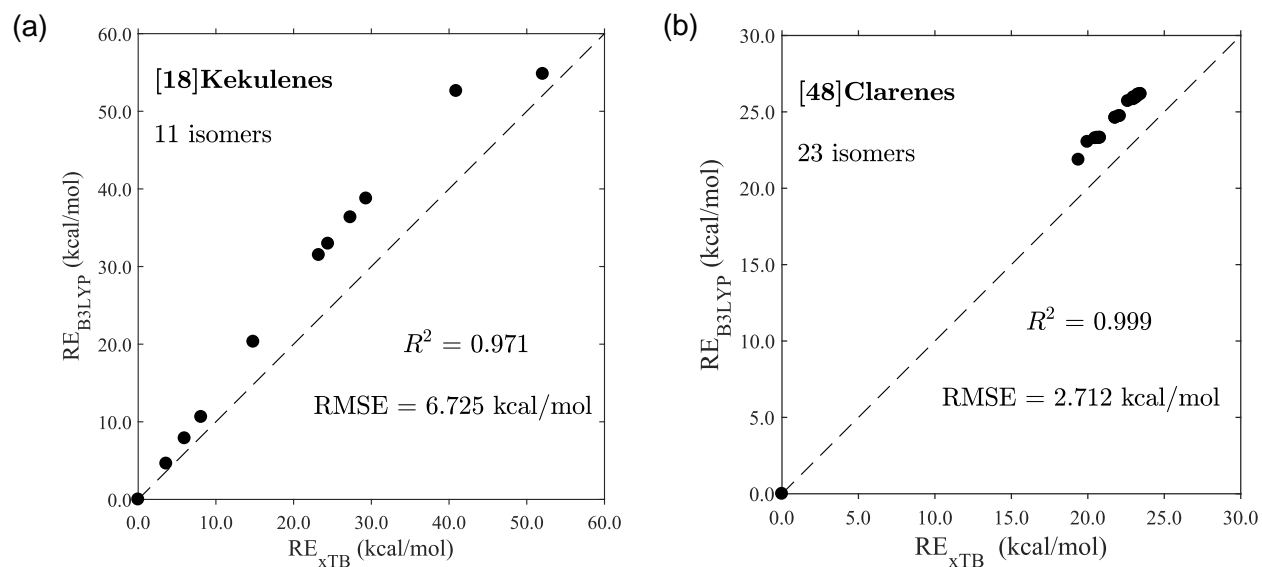 (a)
60.0
50.0
40.0
30.0
20.0
10.0
0.0
RE_B3LYP (kcal/mol)
[18]Kekulenes
11 isomers
R² = 0.971
RMSE = 6.725 kcal/mol
0.0 10.0 20.0 30.0 40.0 50.0 60.0
RE_xTB (kcal/mol)
(b)
30.0
25.0
20.0
15.0
10.0
5.0
0.0
RE_B3LYP (kcal/mol)
[48]Clarenes
23 isomers
R² = 0.999
RMSE = 2.712 kcal/mol
0.0 5.0 10.0 15.0 20.0 25.0 30.0
RE_xTB (kcal/mol)